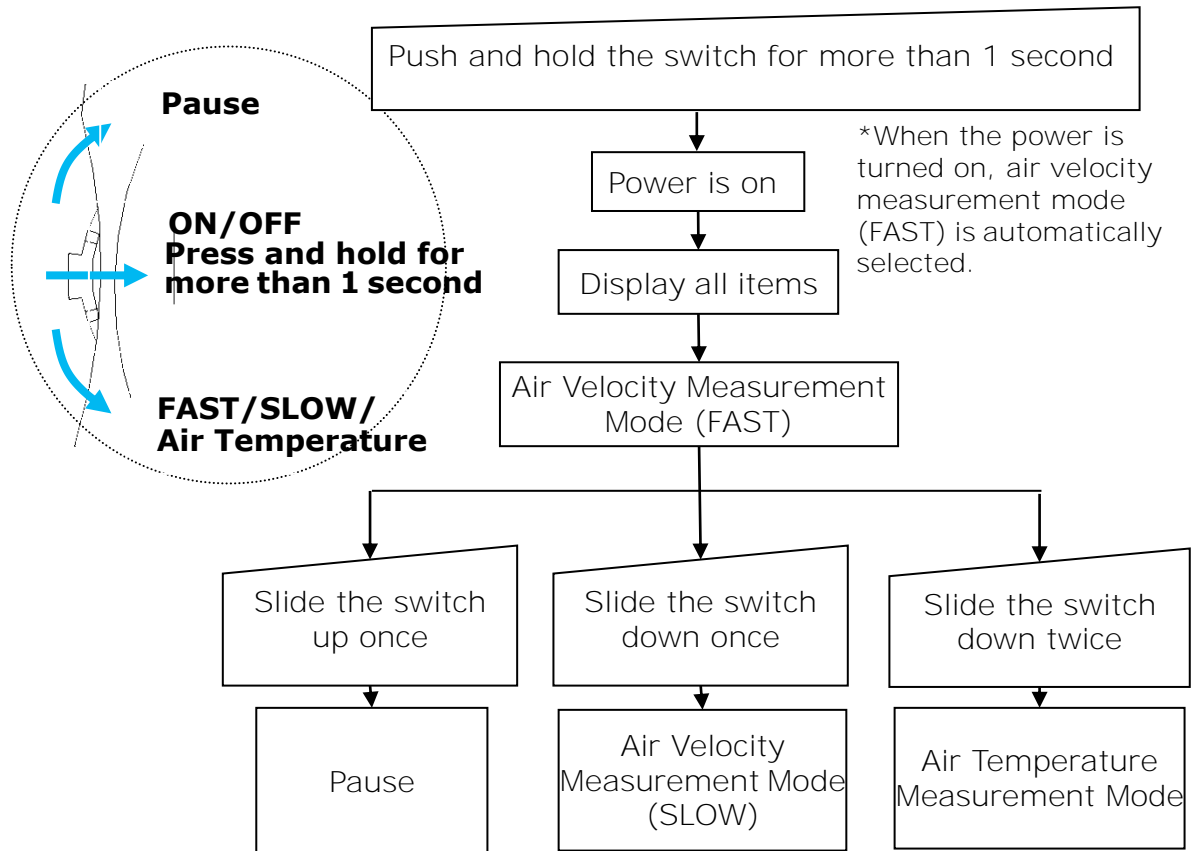 Push and hold the switch for more than 1 second
Pause
ON/OFF
Press and hold for
more than 1 second
FAST/SLOW/
Air Temperature
*When the power is
turned on, air velocity
measurement mode
(FAST) is automatically
selected.
Power is on
Display all items
Air Velocity Measurement
Mode (FAST)
Slide the switch
up once
Slide the switch
down once
Slide the switch
down twice
Pause
Air Velocity
Measurement Mode
(SLOW)
Air Temperature
Measurement Mode